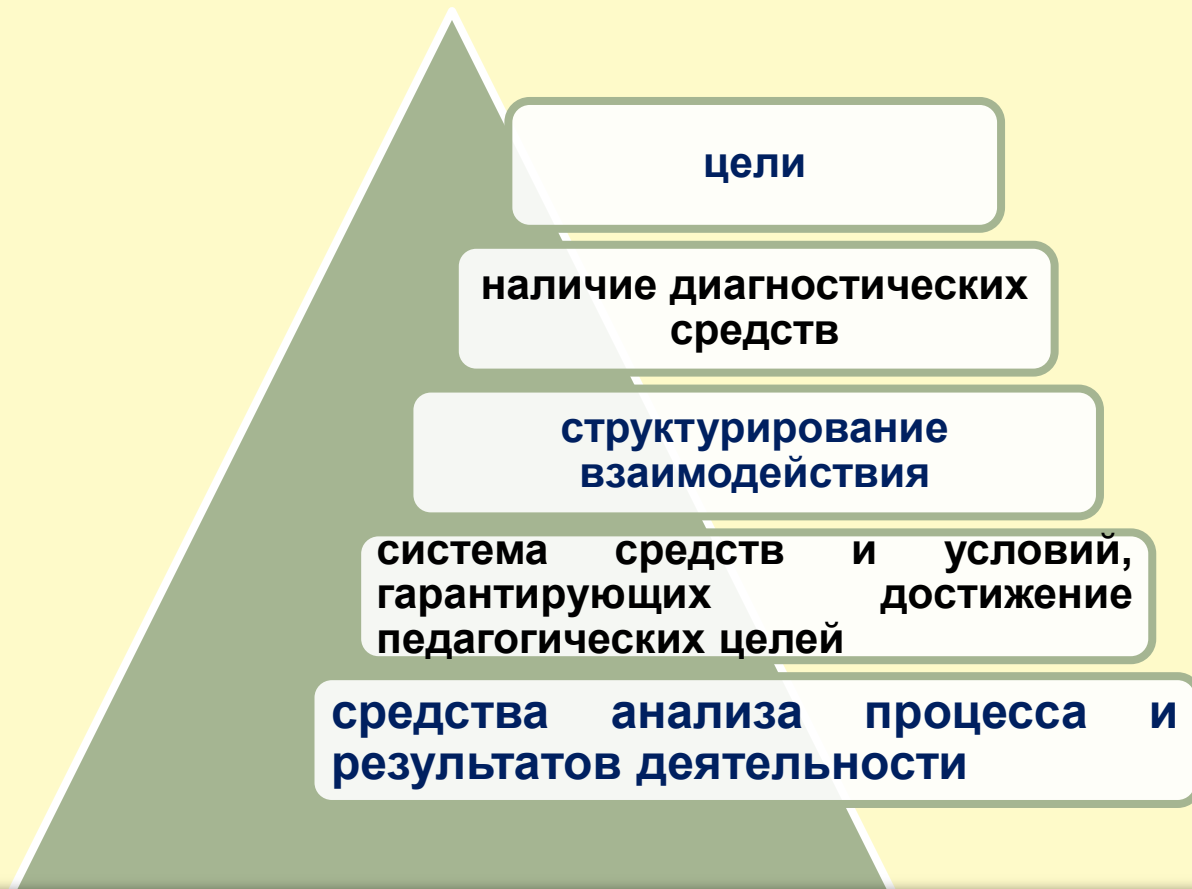 цели
наличие диагностических
средств
структурирование
взаимодействия
система средств и условий,
гарантирующих достижение
педагогических целей
средства анализа процесса и
результатов деятельности